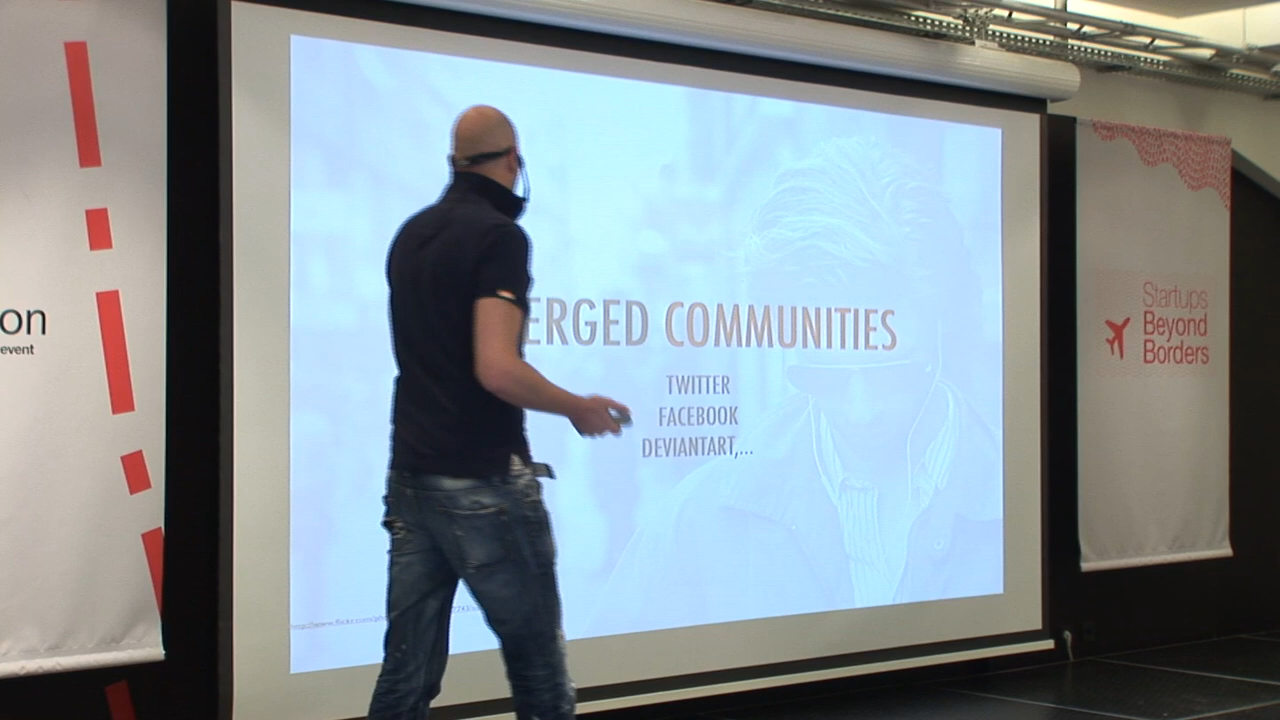 on
event
ERGED COMMUNITIES
TWITTER
FACEBOOK
DEVIANTART,...
Startups
Beyond
Borders